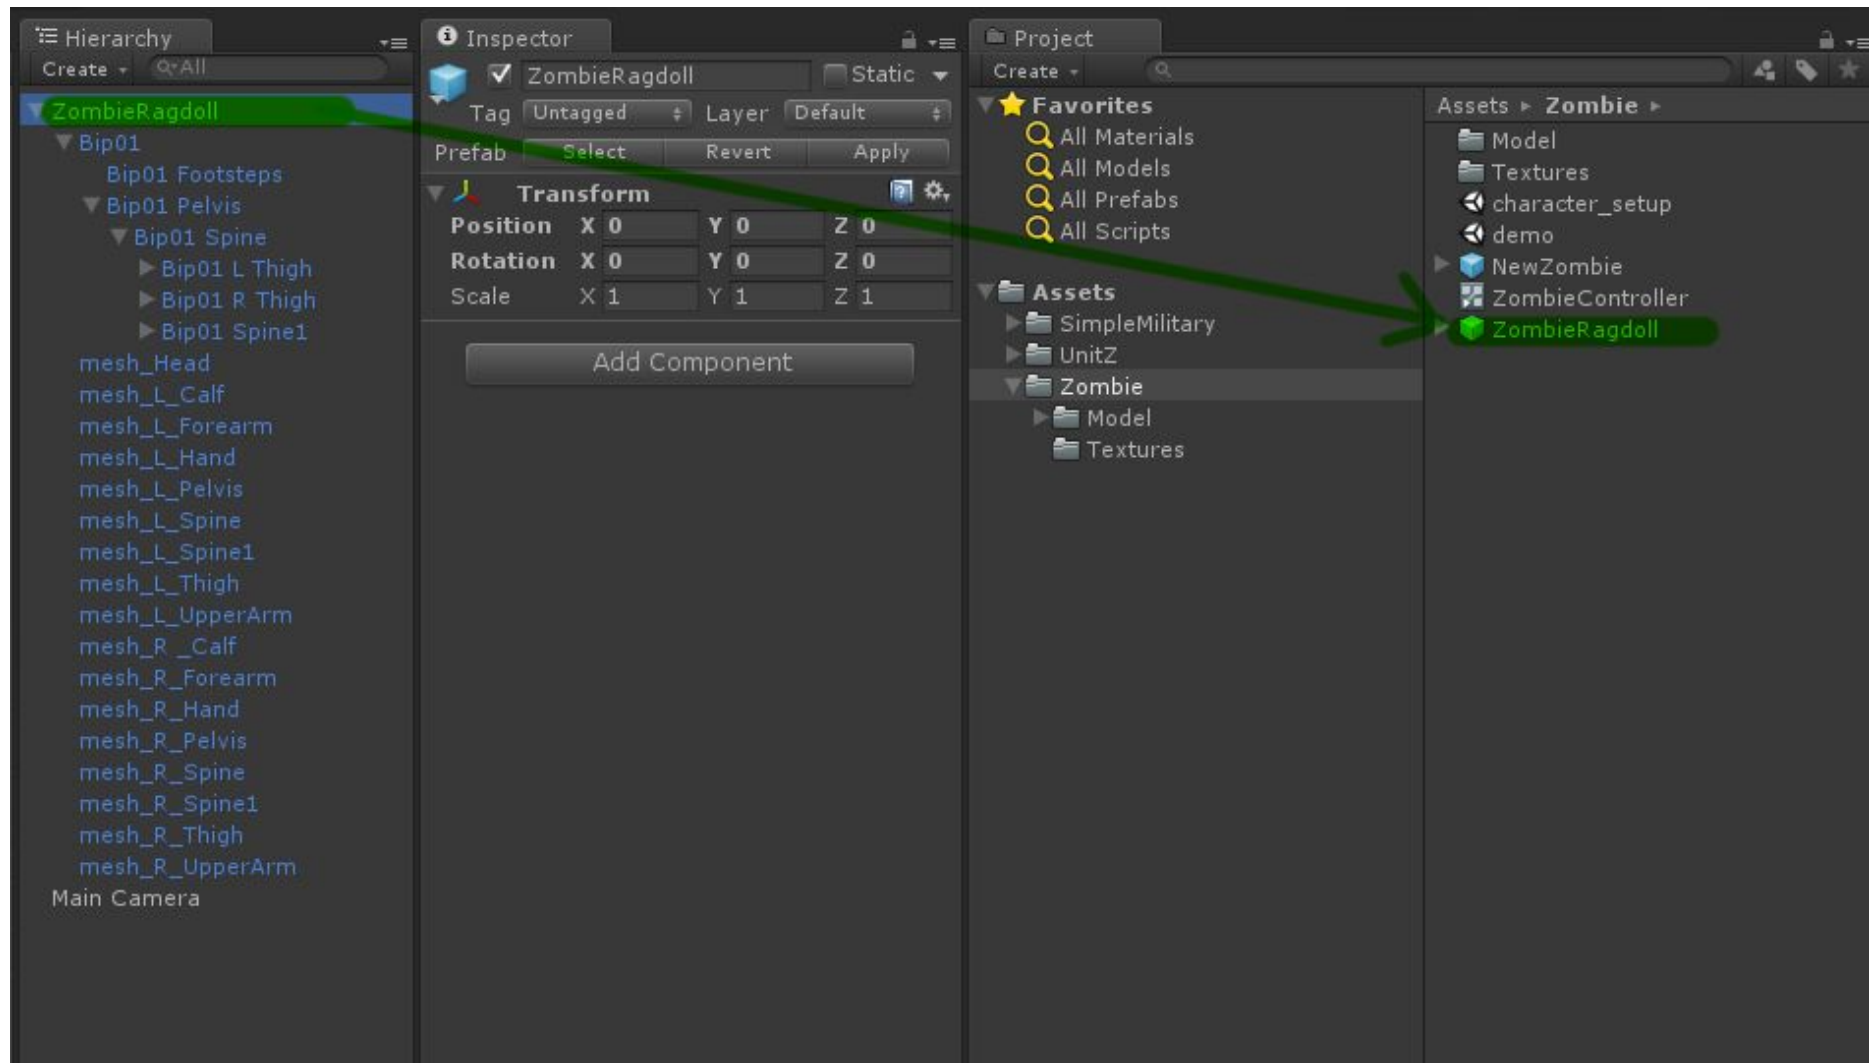 Hierarchy
Create All
ZombieRagdoll
Bip01
Bip01 Footsteps
Bip01 Pelvis
Bip01 Spine
Bip01 L Thigh
Bip01 R Thigh
Bip01 Spine1
mesh_Head
mesh_L_Calf
mesh_L_Forearm
mesh_L_Hand
mesh_L_Pelvis
mesh_L_Spine
mesh_L_Spine1
mesh_L_Thigh
mesh_L_UpperArm
mesh_R _Calf
mesh_R_Forearm
mesh_R_Hand
mesh_R_Pelvis
mesh_R_Spine
mesh_R_Spine1
mesh_R_Thigh
mesh_R_UpperArm
Main Camera
Inspector
ZombieRagdoll Static
Tag Untagged Layer Default
Prefab Select Revert Apply
Transform
Position X 0 Y 0 Z 0
Rotation X 0 Y 0 Z 0
Scale X 1 Y 1 Z 1
Add Component
Project
Create
Favorites
All Materials
All Models
All Prefabs
All Scripts
Assets
SimpleMilitary
UnitZ
Zombie
Model
Textures
Assets ▸ Zombie ▸
Model
Textures
character_setup
demo
NewZombie
ZombieController
ZombieRagdoll